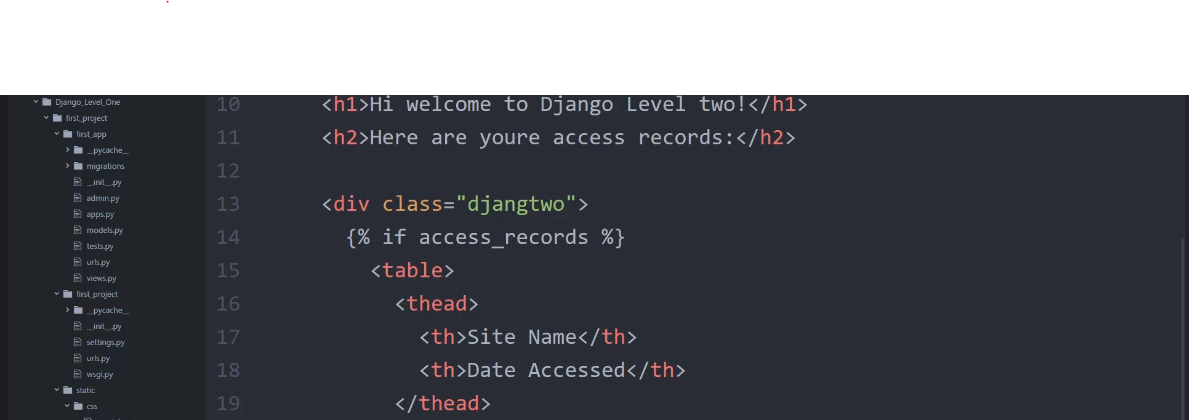 Django_Level_One
first_project
first_app
__pycache__
migrations
__init__.py
admin.py
apps.py
models.py
tests.py
urls.py
views.py
first_project
__pycache__
__init__.py
settings.py
urls.py
wsgi.py
static
css
10 <h1>Hi welcome to Django Level two!</h1>
11 <h2>Here are youre access records:</h2>
12
13 <div class="djangtwo">
14 {% if access_records %}
15 <table>
16 <thead>
17 <th>Site Name</th>
18 <th>Date Accessed</th>
19 </thead>